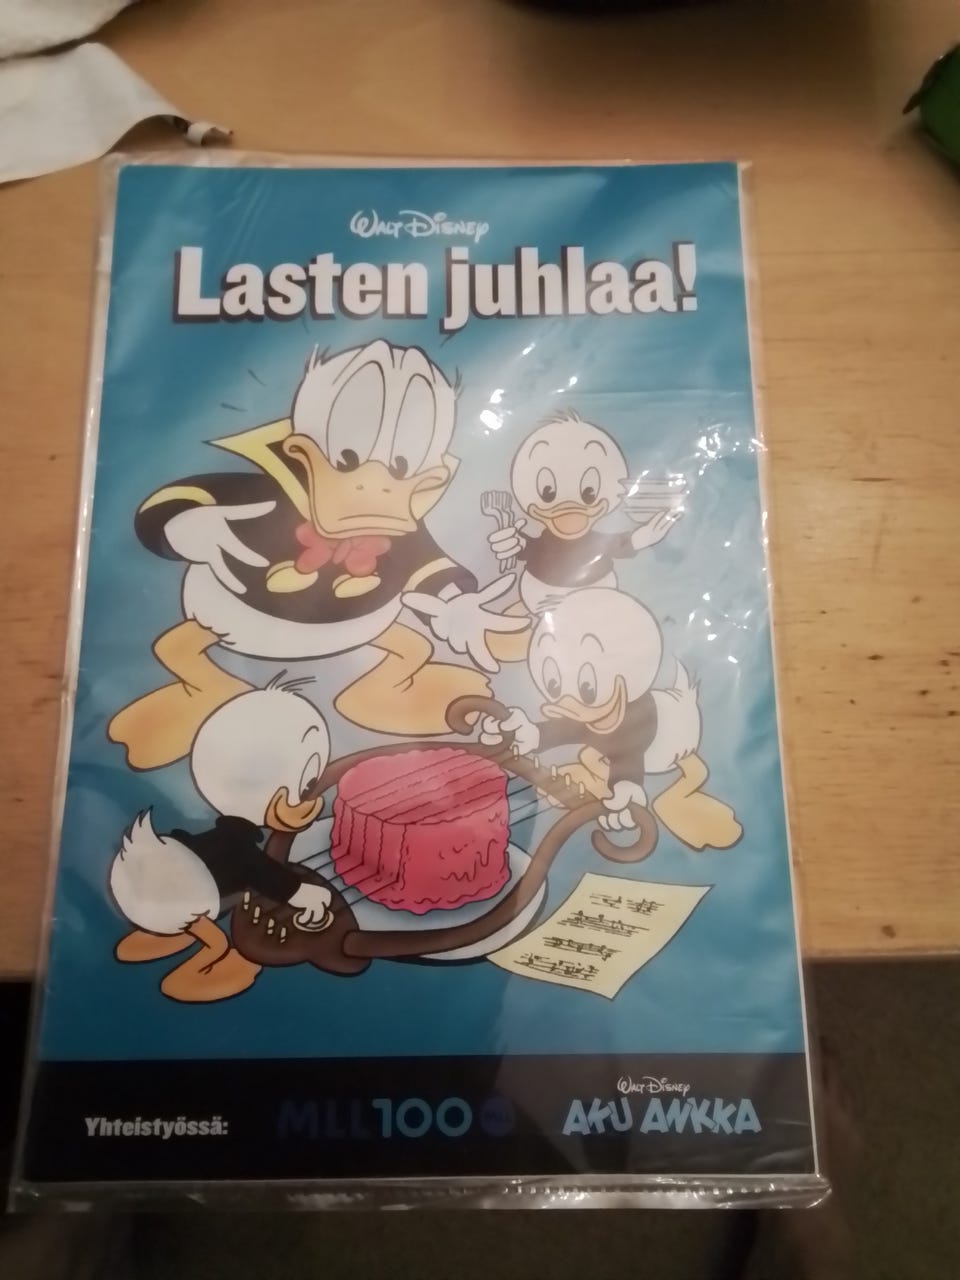 Walt Disney
Lasten juhlaa!
Yhteistyössä:
MLL100
Walt Disney
AKU ANKKA